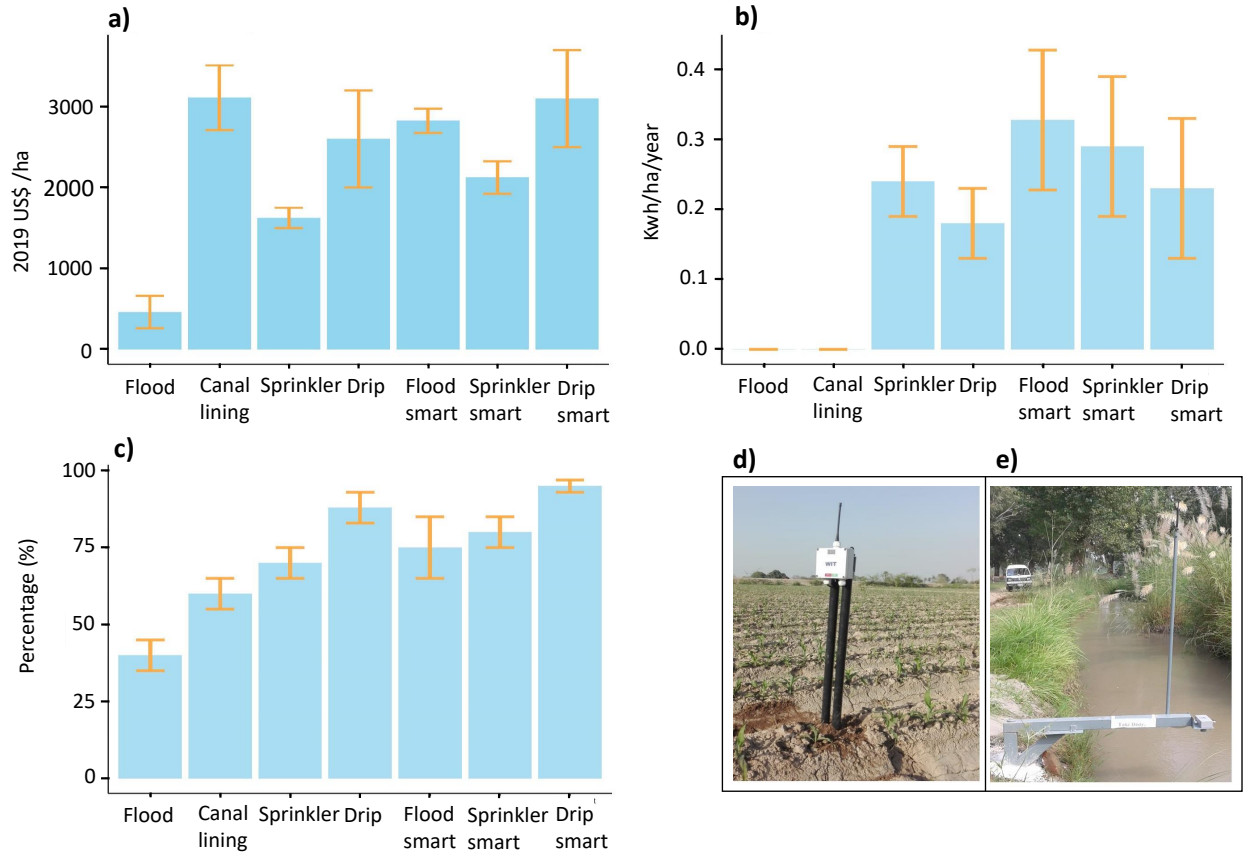 a)
2019 US$ /ha
3000
2000
1000
0
Flood
Canal lining
Sprinkler
Drip
Flood smart
Sprinkler smart
Drip smart
b)
Kwh/ha/year
0.4
0.3
0.2
0.1
0.0
Flood
Canal lining
Sprinkler
Drip
Flood smart
Sprinkler smart
Drip smart
c)
Percentage (%)
100
75
50
25
0
Flood
Canal lining
Sprinkler
Drip
Flood smart
Sprinkler smart
Drip smart
d)
WIT
e)